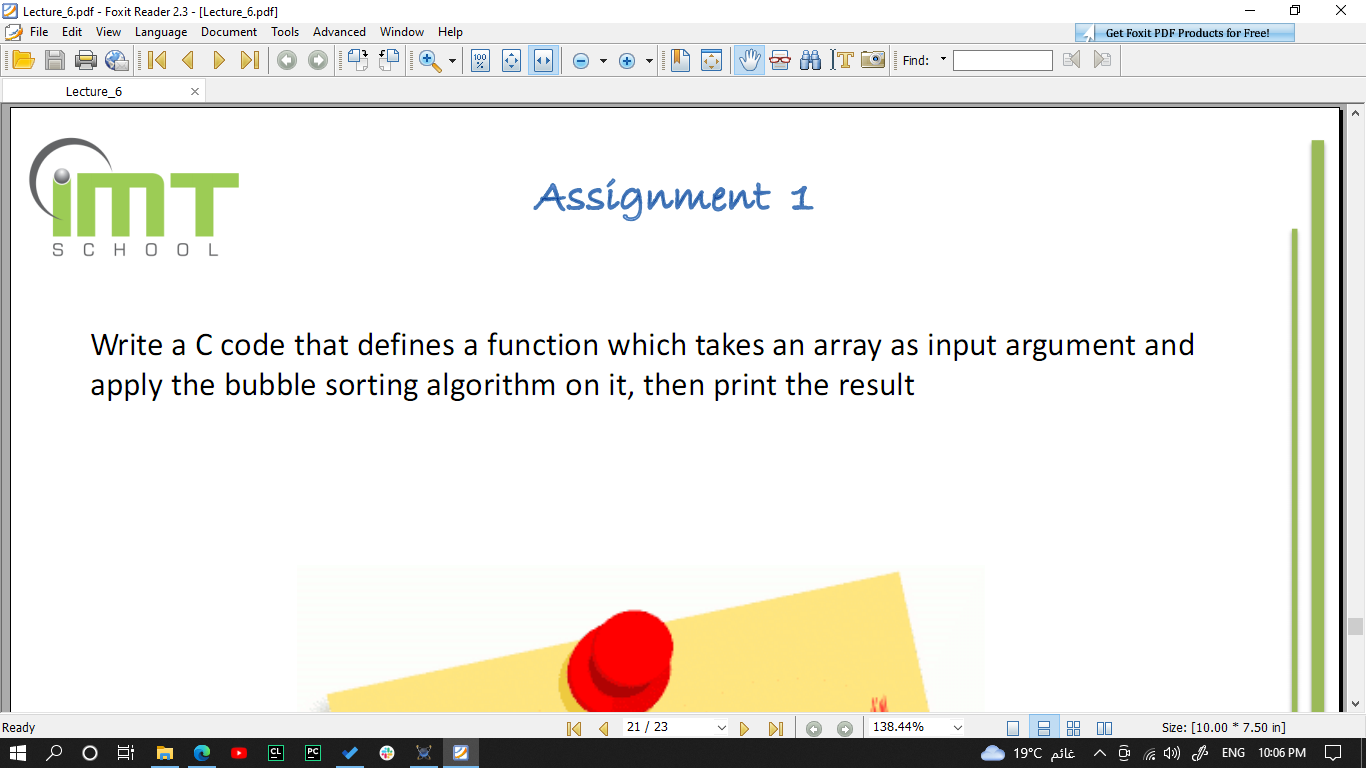 Lecture_6.pdf - Foxit Reader 2.3 - [Lecture_6.pdf]
File Edit View Language Document Tools Advanced Window Help
Get Foxit PDF Products for Free!
100 %
Find:
Lecture_6
iMT
SCHOOL
Assignment 1
Write a C code that defines a function which takes an array as input argument and
apply the bubble sorting algorithm on it, then print the result
Ready
21 / 23
138.44%
Size: [10.00 * 7.50 in]
CL
PC
19°C غائم
ENG
10:06 PM